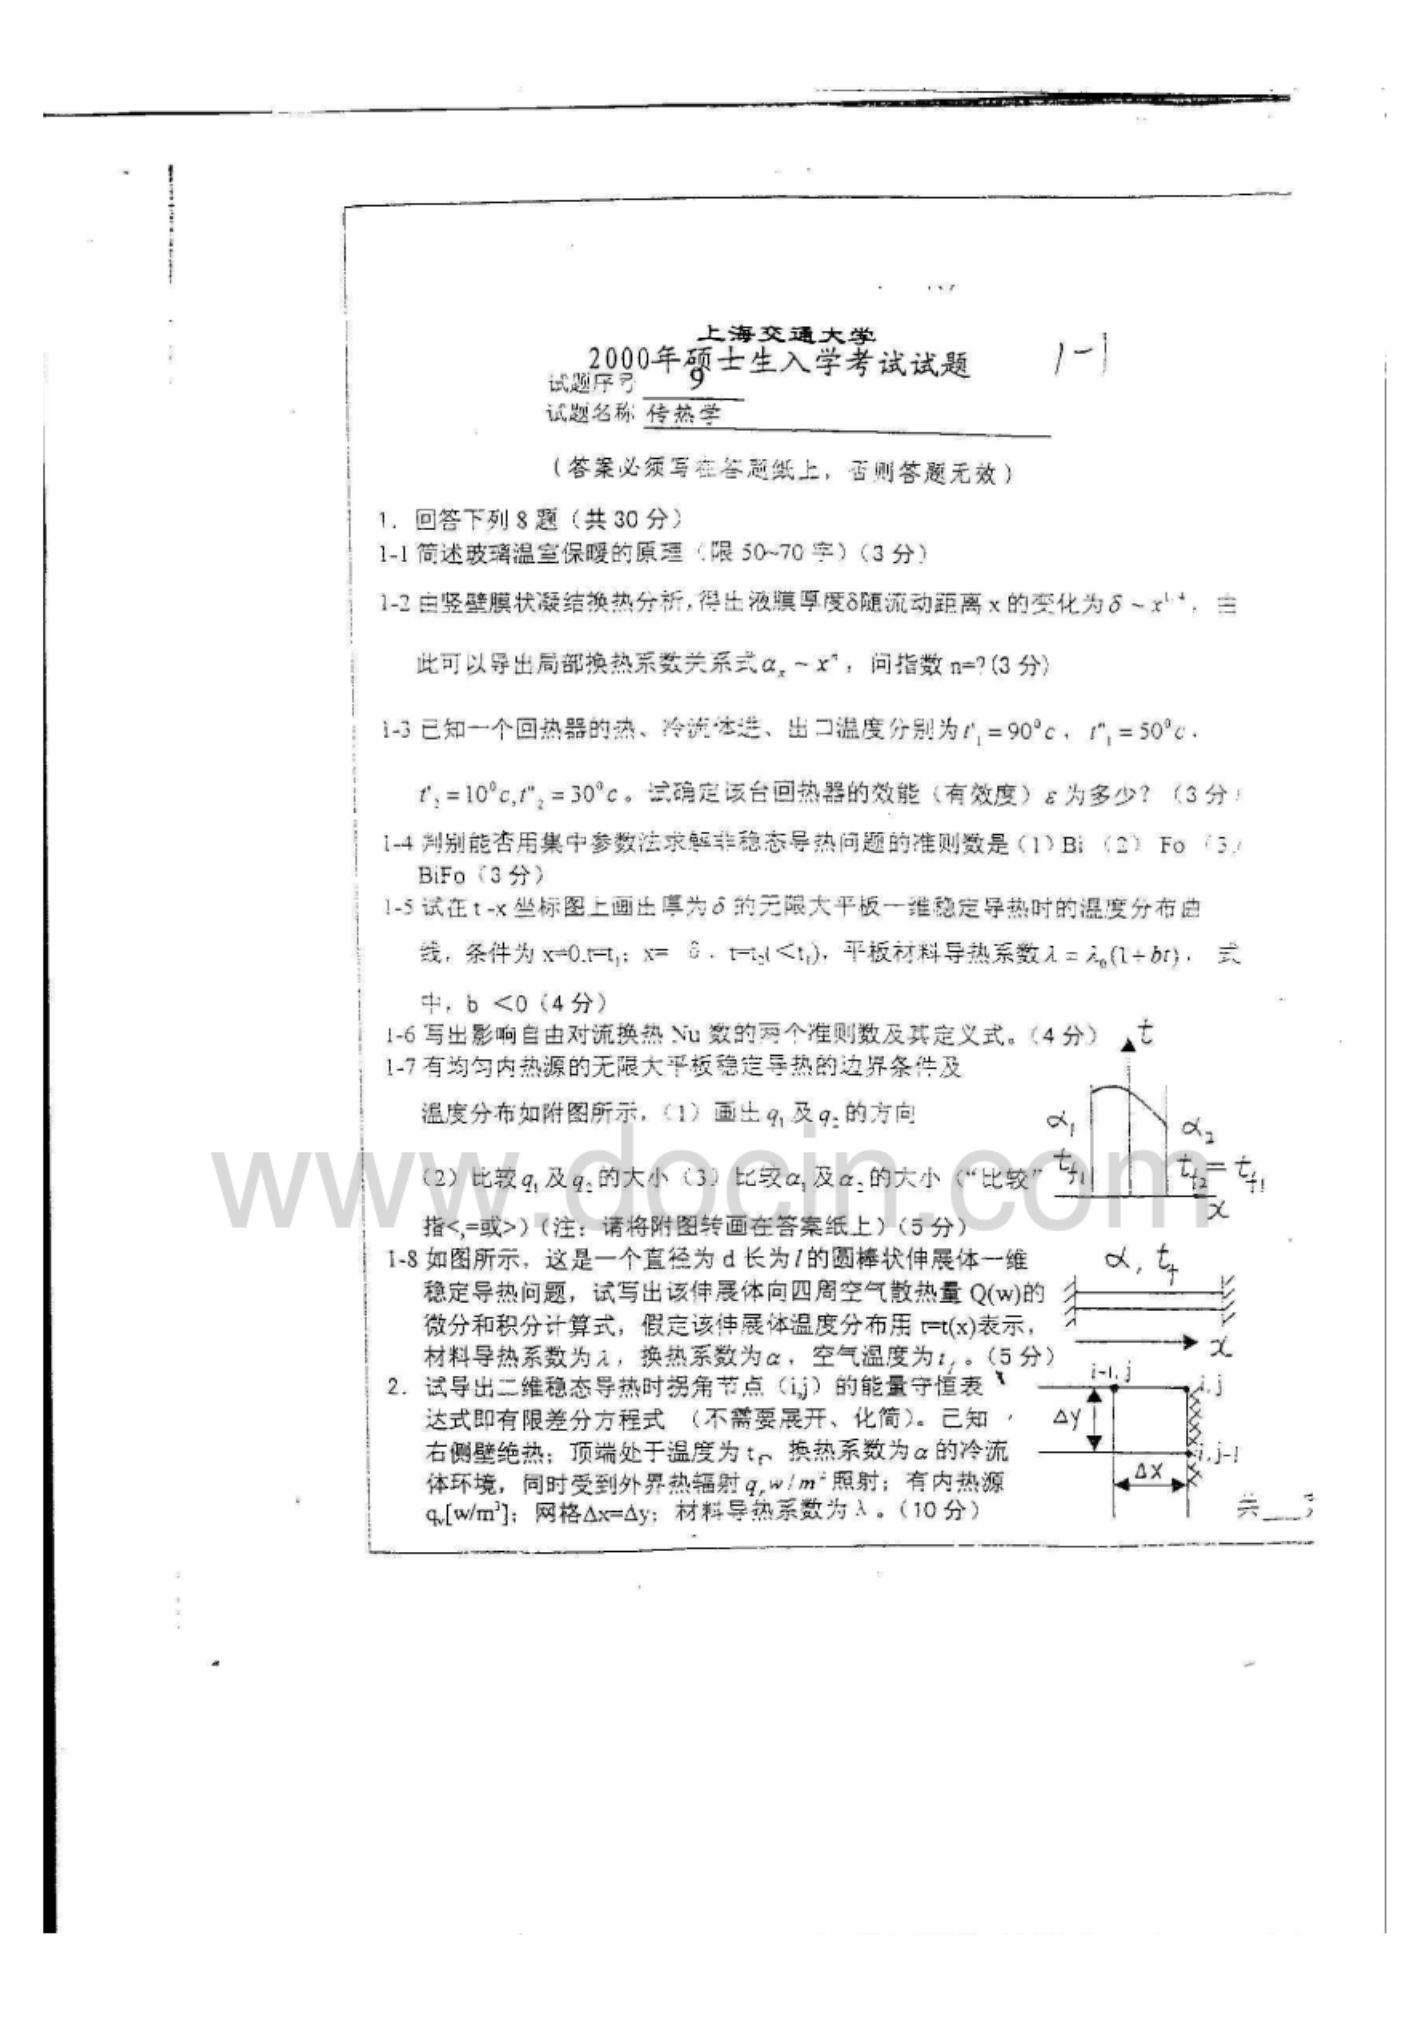 上海交通大学
2000年硕士生入学考试试题
1-1
试题序号 9
试题名称 传热学
(答案必须写在答题纸上，否则答题无效)
1．回答下列8题（共30分）
1-1 简述玻璃温室保暖的原理（限50~70字）（3分）
1-2 由竖壁膜状凝结换热分析，得出液膜厚度δ随流动距离x的变化为δ ~ x^{1/4}，由
此可以导出局部换热系数关系式α_x ~ x^n，问指数n=?(3分)
1-3 已知一个回热器的热、冷流体进、出口温度分别为t'_1 = 90^0c，t''_1 = 50^0c．
t'_2 = 10^0c, t''_2 = 30^0c。试确定该台回热器的效能（有效度）ε为多少？（3分）
1-4 判别能否用集中参数法求解非稳态导热问题的准则数是（1）Bi （2） Fo （3）
BiFo（3分）
1-5 试在t-x坐标图上画出厚为δ的无限大平板一维稳定导热时的温度分布曲
线，条件为x=0.t=t₁；x= δ．t=t₂(＜t₁)，平板材料导热系数λ = λ₀(1+bt)， 式
中，b ＜0（4分）
1-6 写出影响自由对流换热Nu数的两个准则数及其定义式。（4分）
1-7 有均匀内热源的无限大平板稳定导热的边界条件及
温度分布如附图所示，（1）画出q₁及q₂的方向
（2）比较q₁及q₂的大小（3）比较α₁及α₂的大小（“比较”
指<,=或>）（注：请将附图转画在答案纸上）（5分）
t
α₁
α₂
t_{f1}
t_{f2} = t_{f1}
x
1-8 如图所示，这是一个直径为d长为l的圆棒状伸展体一维
稳定导热问题，试写出该伸展体向四周空气散热量Q(w)的
微分和积分计算式，假定该伸展体温度分布用t=t(x)表示，
材料导热系数为λ，换热系数为α，空气温度为t_f。（5分）
α, t_f
x
2．试导出二维稳态导热时拐角节点（i,j）的能量守恒表
达式即有限差分方程式 （不需要展开、化简）。已知
右侧壁绝热；顶端处于温度为t_f、换热系数为α的冷流
体环境，同时受到外界热辐射q_r w/m²照射；有内热源
q_v[w/m³]；网格Δx=Δy；材料导热系数为λ。（10分）
i-1, j
i, j
Δy
i, j-1
Δx
共
www.docin.com